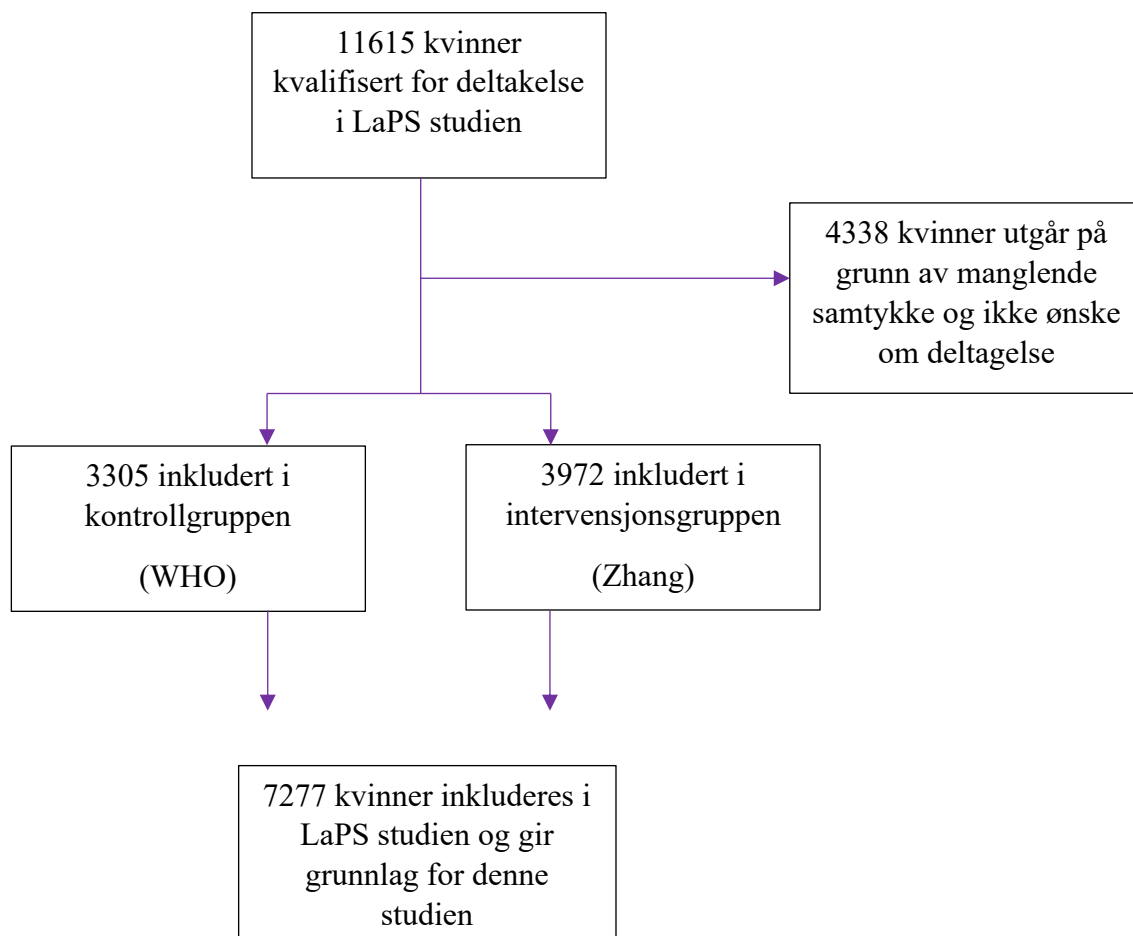 11615 kvinner
kvalifisert for deltakelse
i LaPS studien
4338 kvinner utgår på
grunn av manglende
samtykke og ikke ønske
om deltagelse
3305 inkludert i
kontrollgruppen
(WHO)
3972 inkludert i
intervensjonsgruppen
(Zhang)
7277 kvinner inkluderes i
LaPS studien og gir
grunnlag for denne
studien